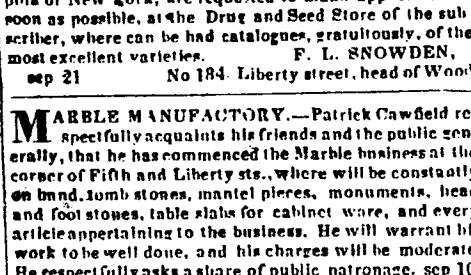 soon as possible, at the Drug and Seed Store of the sub
scriber, where can be had catalogues, gratuitously, of the
most excellent varieties. F. L. SNOWDEN,
sep 21 No 184 Liberty street, head of Wood
MARBLE MANUFACTORY.—Patrick Cawfield re
spectfully acquaints his friends and the public gen
erally, that he has commenced the Marble business at the
corner of Fifth and Liberty sts., where will be constantly
on hand, tomb stones, mantel pieces, monuments, head
and foot stones, table slabs for cabinet ware, and every
article appertaining to the business. He will warrant his
work to be well done, and his charges will be moderate
He respectfully asks a share of public patronage. sep 1